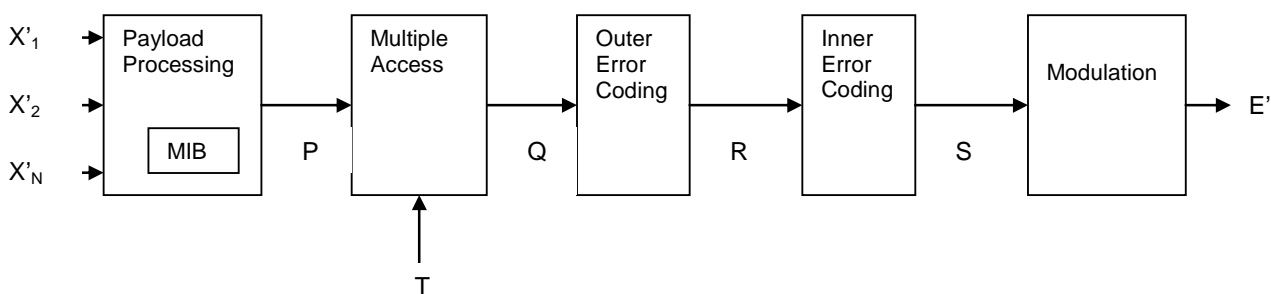 X'1
X'2
X'N
Payload
Processing
MIB
P
Multiple
Access
T
Q
Outer
Error
Coding
R
Inner
Error
Coding
S
Modulation
E'